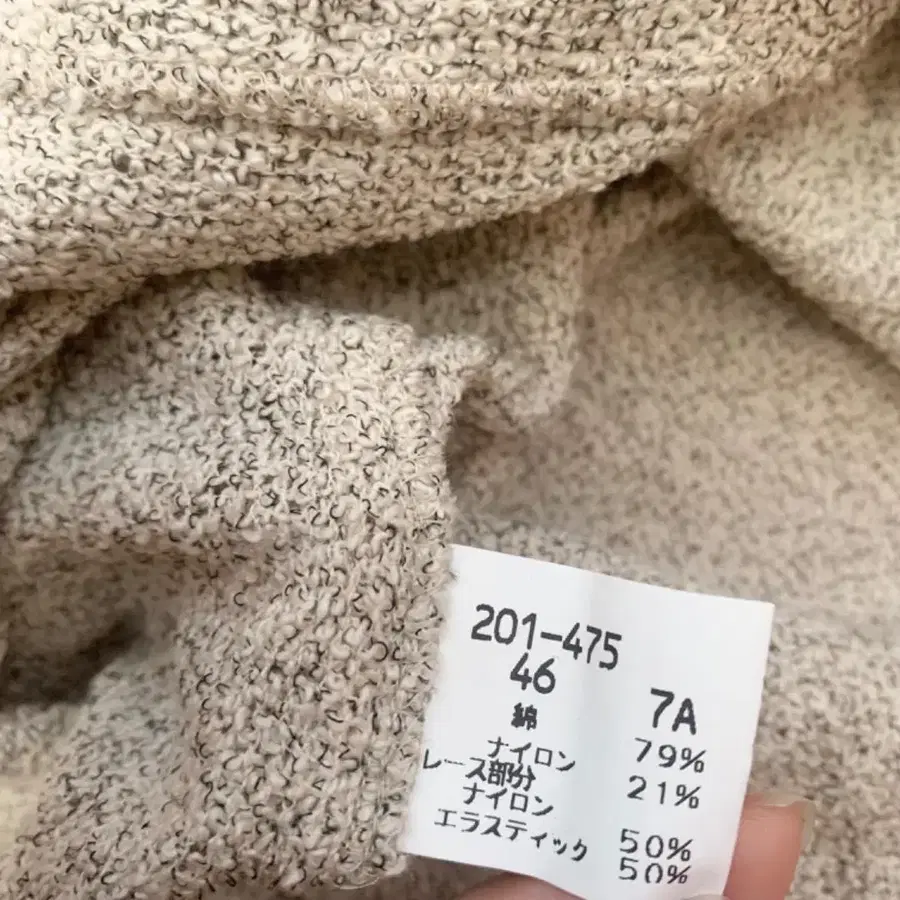 201-475
46 7A
綿 79%
ナイロン 21%
レース部分
ナイロン 50%
エラスティック 50%